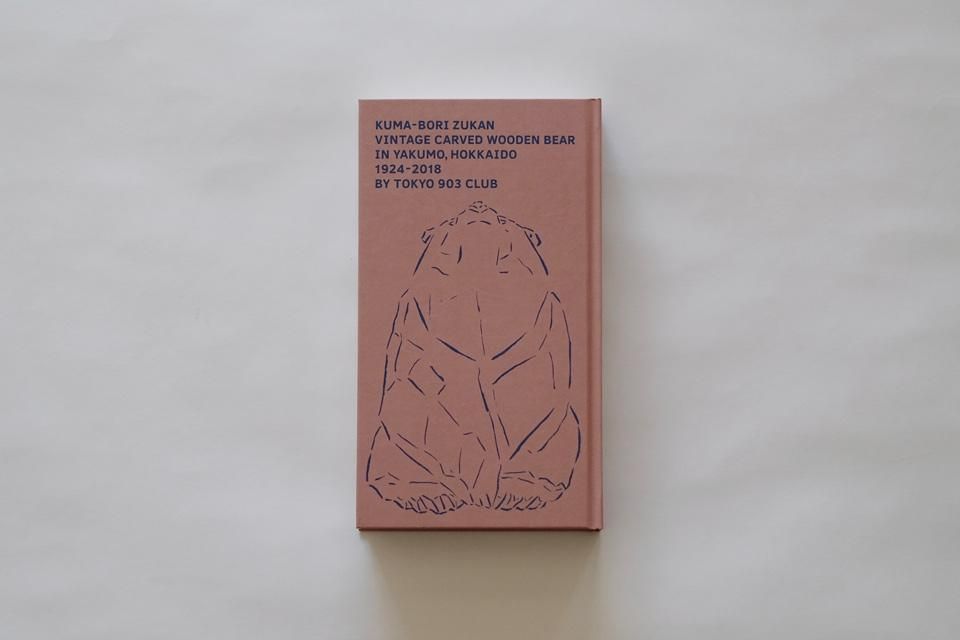 KUMA-BORI ZUKAN
VINTAGE CARVED WOODEN BEAR
IN YAKUMO, HOKKAIDO
1924-2018
BY TOKYO 903 CLUB